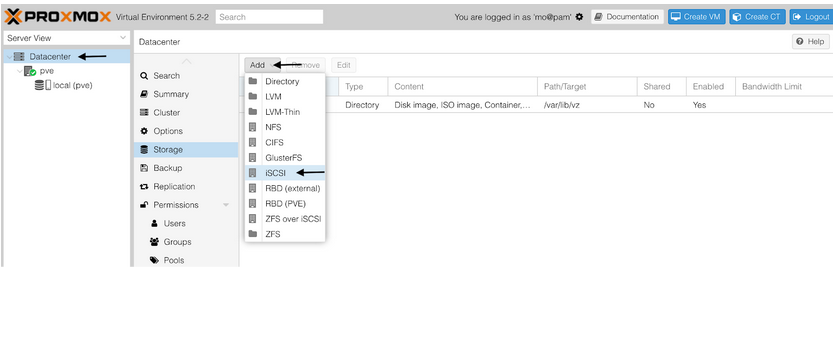 PROXMOX Virtual Environment 5.2-2 Search You are logged in as 'mo@pam' Documentation Create VM Create CT Logout
Server View
Datacenter
pve
local (pve)
Datacenter
Help
Search
Summary
Cluster
Options
Storage
Backup
Replication
Permissions
Users
Groups
Pools
Add Remove Edit
Directory
LVM
LVM-Thin
NFS
CIFS
GlusterFS
iSCSI
RBD (external)
RBD (PVE)
ZFS over iSCSI
ZFS
Type Content Path/Target Shared Enabled Bandwidth Limit
Directory Disk image, ISO image, Container,... /var/lib/vz No Yes